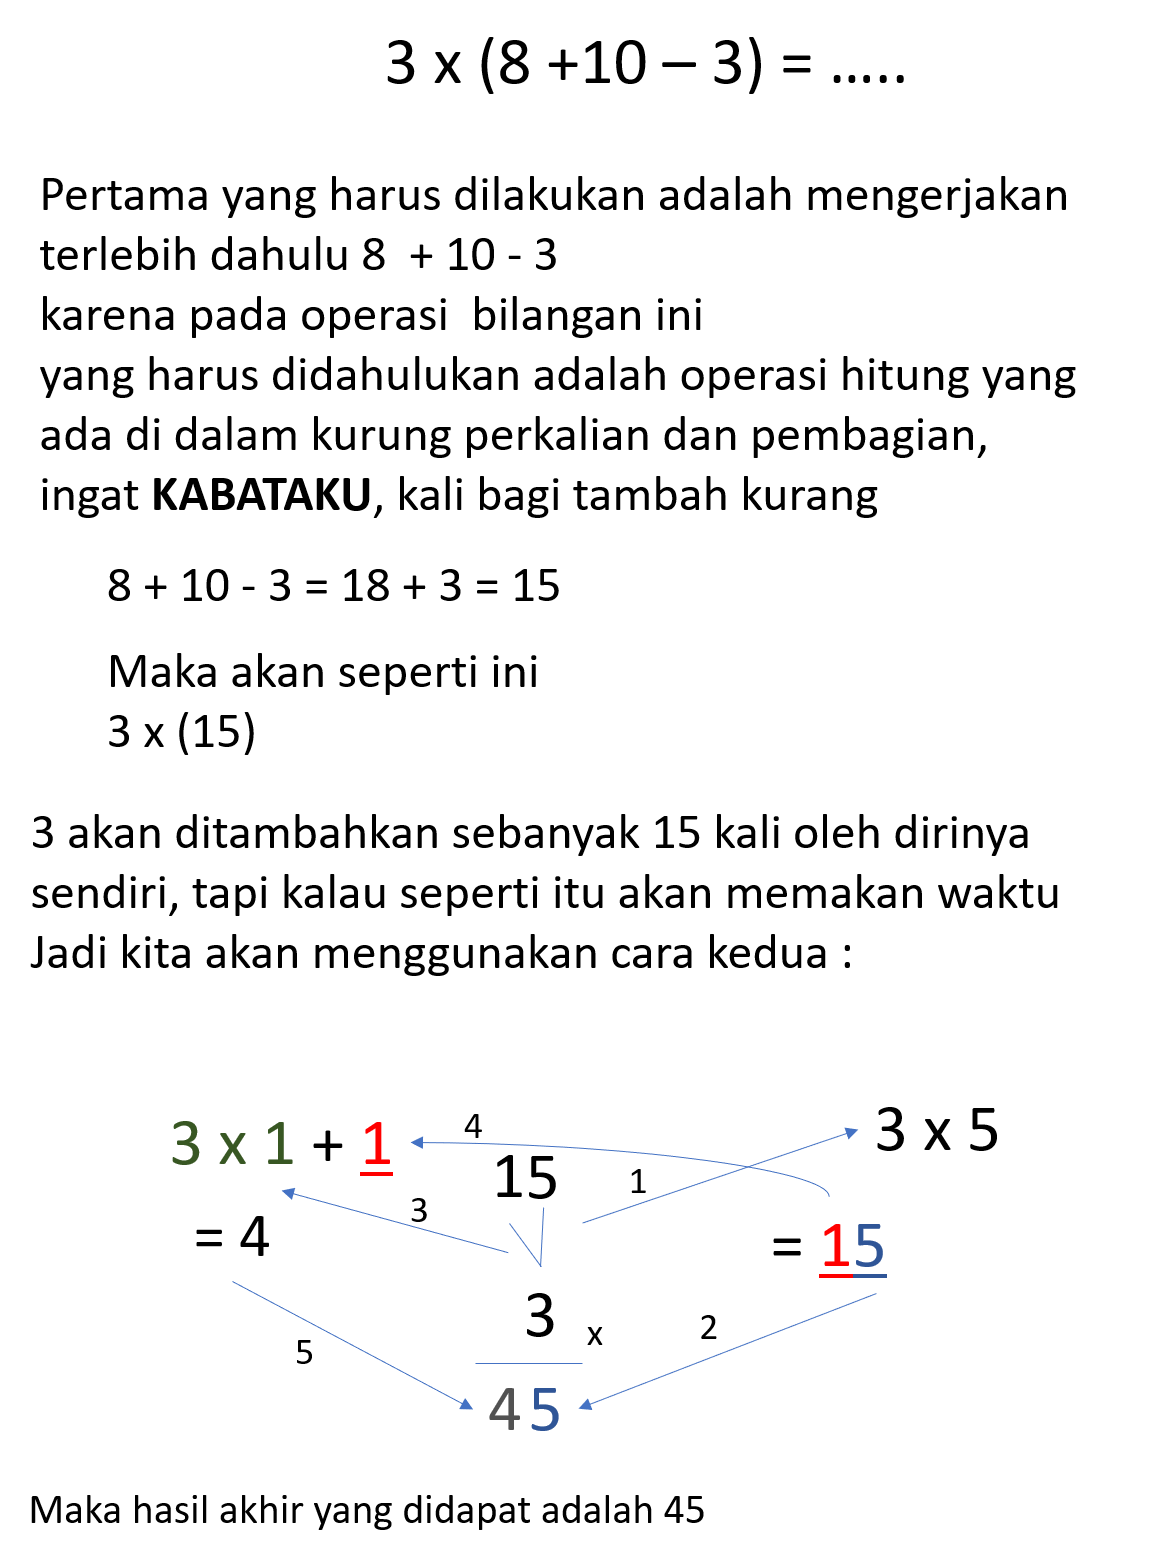 3 x (8 +10 – 3) = .....
Pertama yang harus dilakukan adalah mengerjakan
terlebih dahulu 8  + 10 - 3
karena pada operasi  bilangan ini
yang harus didahulukan adalah operasi hitung yang
ada di dalam kurung perkalian dan pembagian,
ingat KABATAKU, kali bagi tambah kurang
8 + 10 - 3 = 18 + 3 = 15
Maka akan seperti ini
3 x (15)
3 akan ditambahkan sebanyak 15 kali oleh dirinya
sendiri, tapi kalau seperti itu akan memakan waktu
Jadi kita akan menggunakan cara kedua :
3 x 1 + 1
4
15
1
3 x 5
3
= 4
= 15
3 x
2
5
45
Maka hasil akhir yang didapat adalah 45